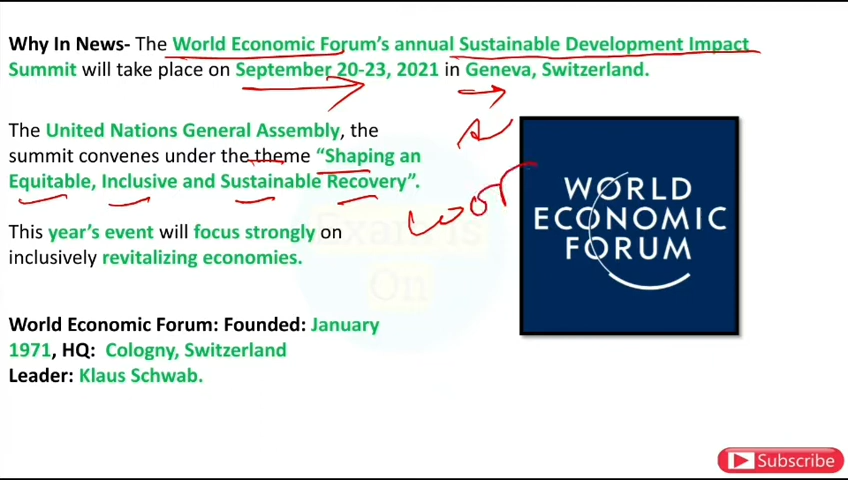 Why In News- The World Economic Forum's annual Sustainable Development Impact
Summit will take place on September 20-23, 2021 in Geneva, Switzerland.
The United Nations General Assembly, the
summit convenes under the theme "Shaping an
Equitable, Inclusive and Sustainable Recovery".
This year's event will focus strongly on
inclusively revitalizing economies.
World Economic Forum: Founded: January
1971, HQ: Cologny, Switzerland
Leader: Klaus Schwab.
Exam Is
On
WORLD
ECONOMIC
FORUM
Subscribe